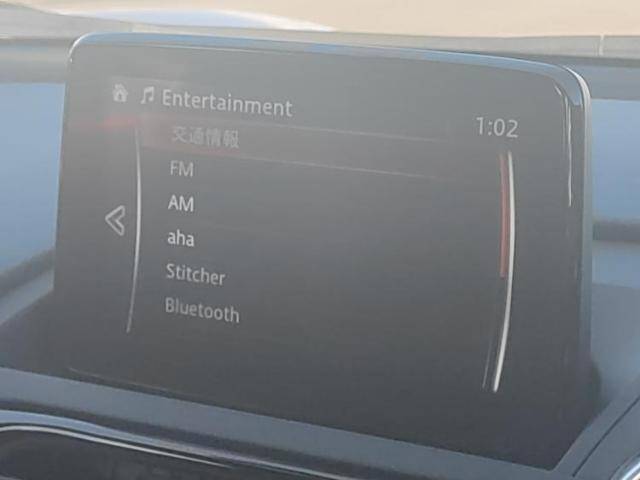 Entertainment
1:02
交通情報
FM
AM
aha
Stitcher
Bluetooth